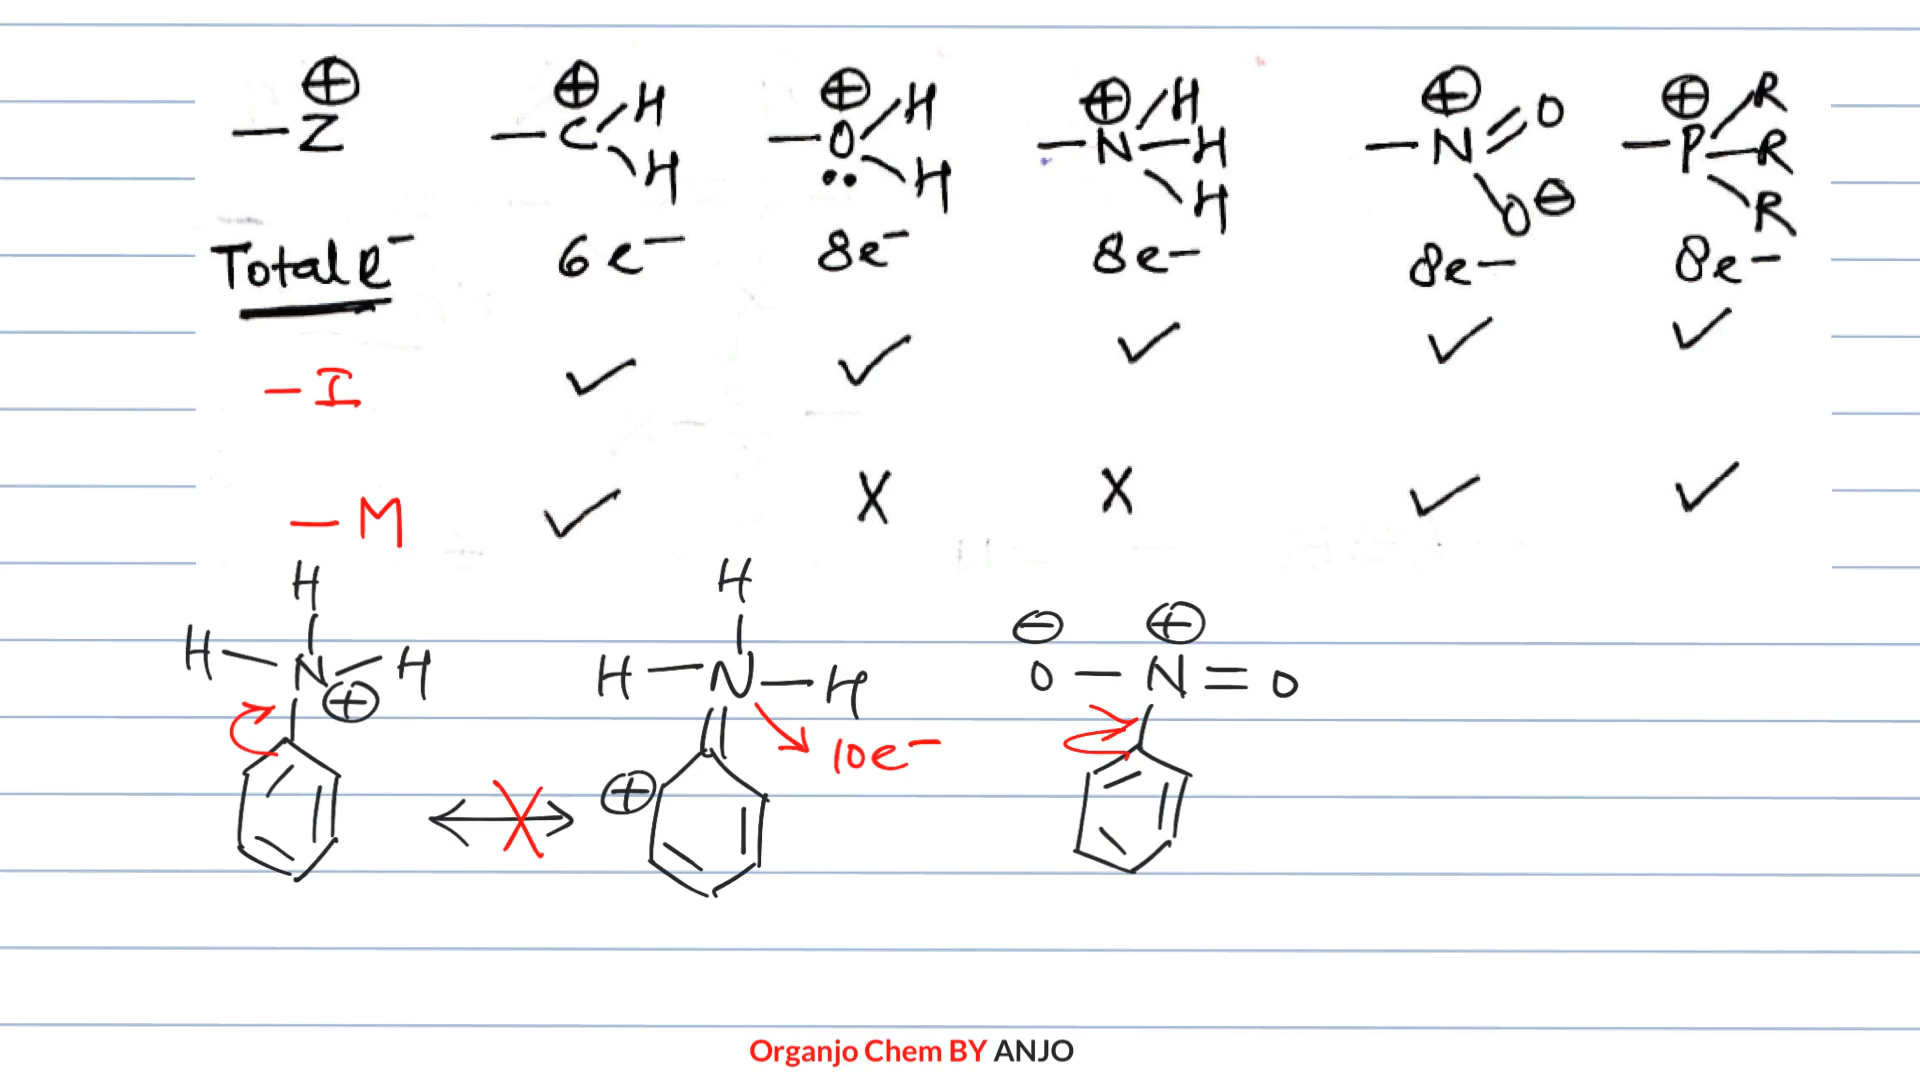 ⊕ ⊕ ⊕ ⊕ ⊕ ⊕
—Z —C H H —O H H —N H H H —N O O⊖ —P R R R
Total e⁻ 6e⁻ 8e⁻ 8e⁻ 8e⁻ 8e⁻
-I ✓ ✓ ✓ ✓ ✓
-M ✓ X X ✓ ✓
H H ⊖ ⊕
H—N—H ⊕ H—N—H O—N=O
10e⁻
⊕
Organjo Chem BY ANJO